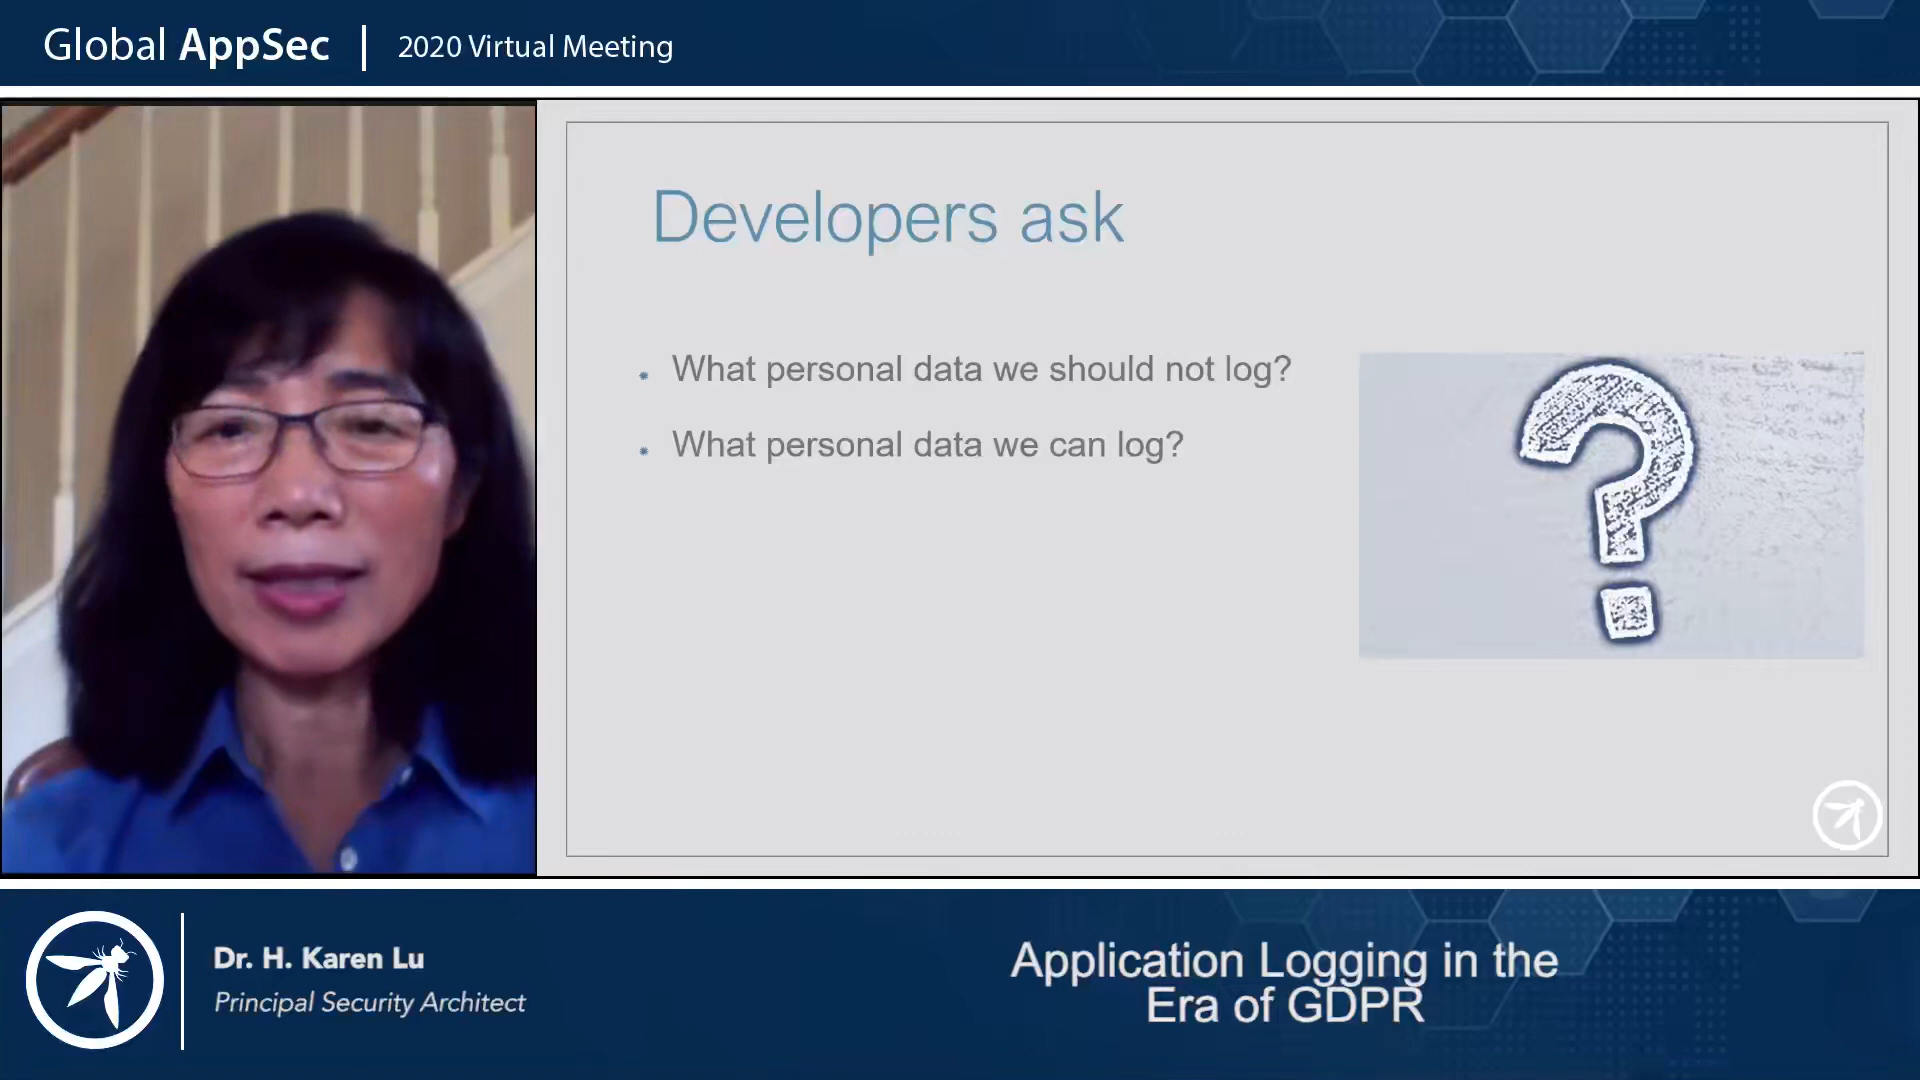 Global AppSec | 2020 Virtual Meeting
Developers ask
What personal data we should not log?
What personal data we can log?
Dr. H. Karen Lu
Principal Security Architect
Application Logging in the
Era of GDPR